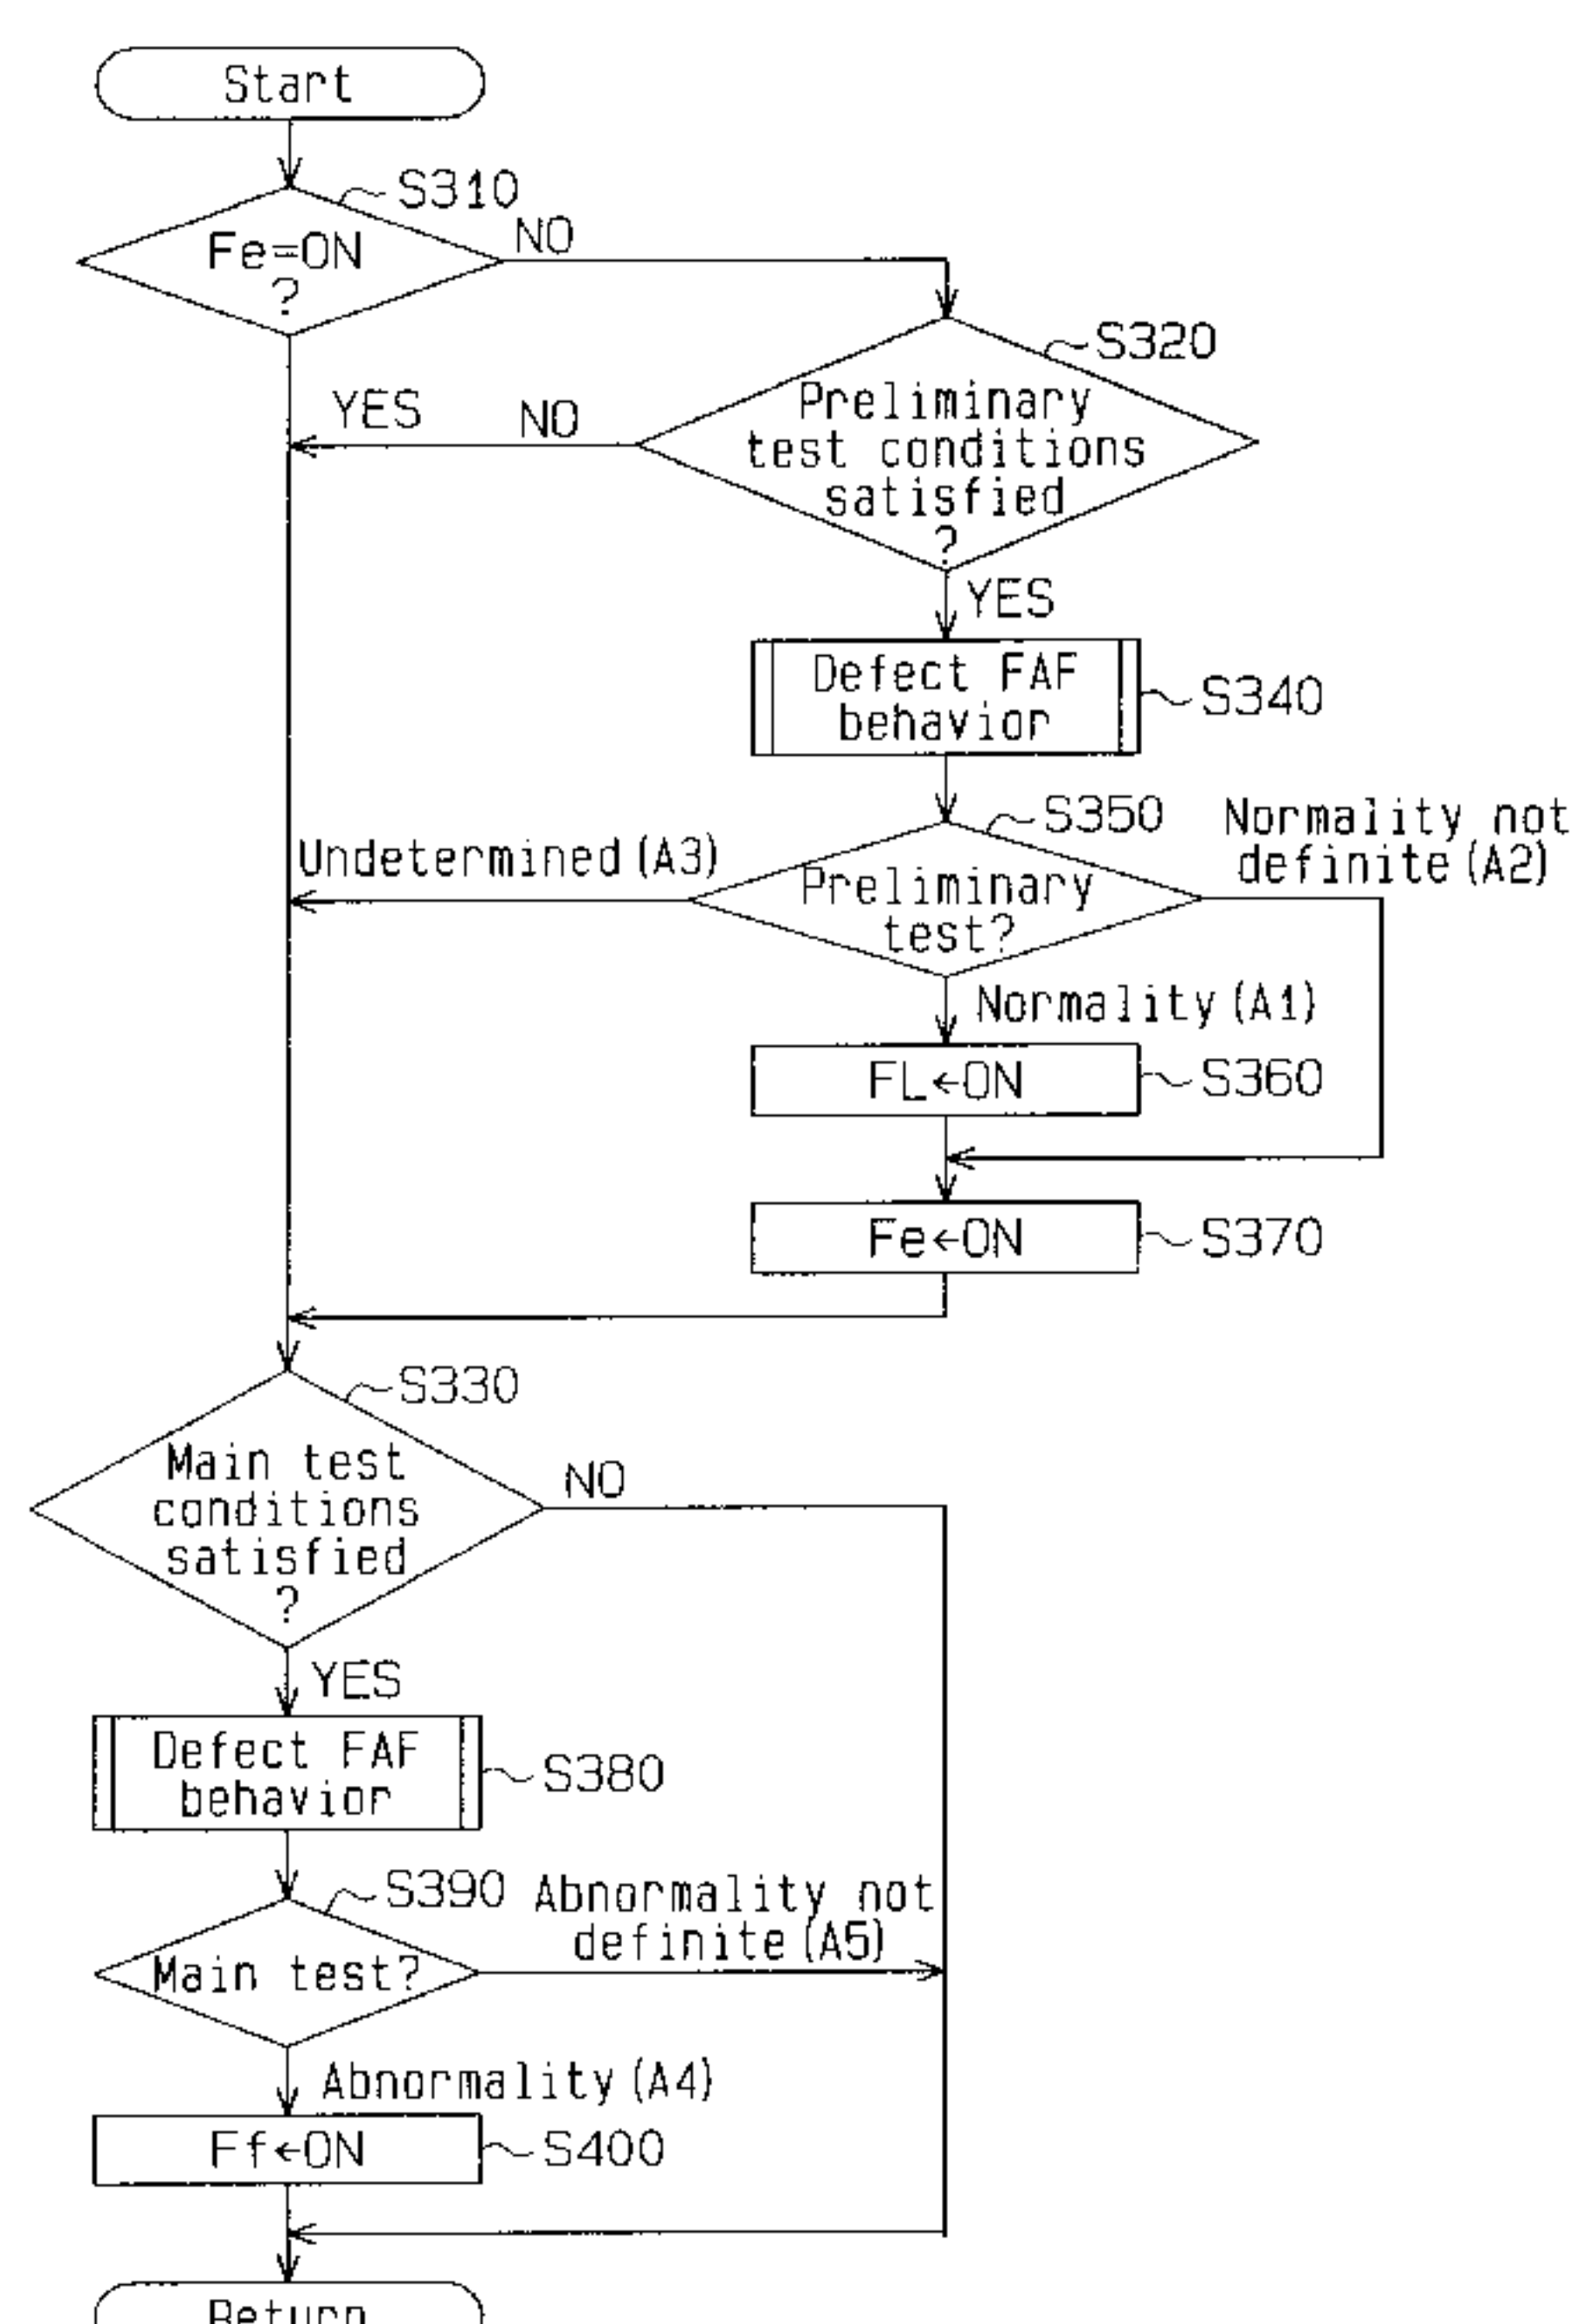 Start
S310
Fe=ON
?
NO
S320
Preliminary
test conditions
satisfied
?
YES
NO
YES
Defect FAF
behavior
S340
S350
Normality not
definite(A2)
Undetermined(A3)
Preliminary
test?
Normality(A1)
FL←ON
S360
Fe←ON
S370
S330
Main test
conditions
satisfied
?
NO
YES
Defect FAF
behavior
S380
S390
Abnormality not
definite(A5)
Main test?
Abnormality(A4)
Ff←ON
S400
Return